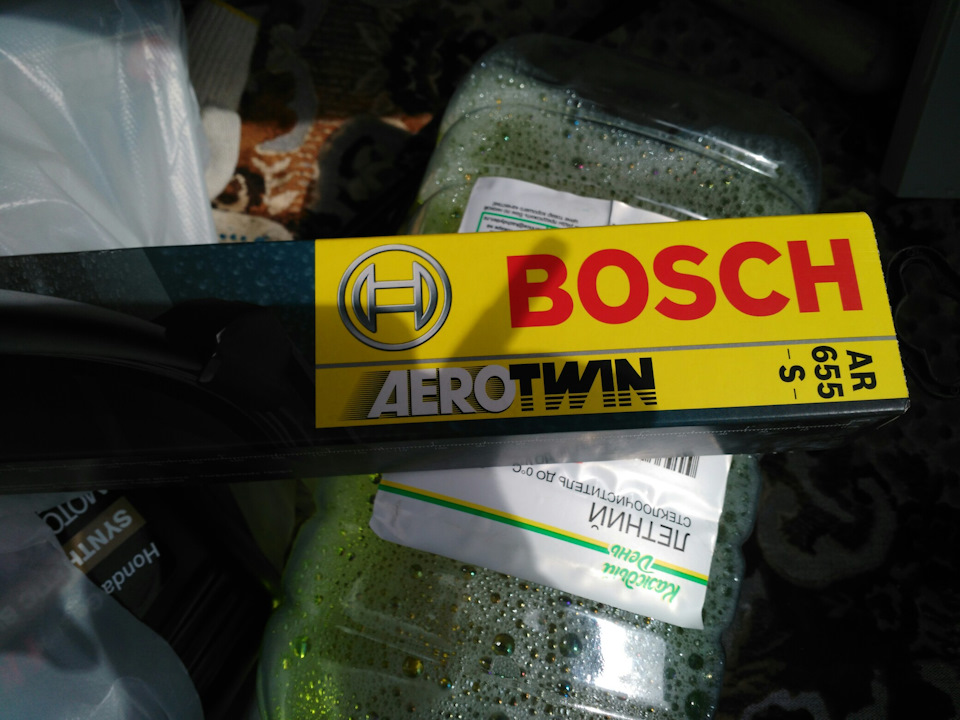 BOSCH
AEROTWIN
AR
655
- S -
Каждый
День
ЛЕТНИЙ
СТЕКЛООЧИСТИТЕЛЬ ДО 0°С
Honda
SYNTH
MOTO